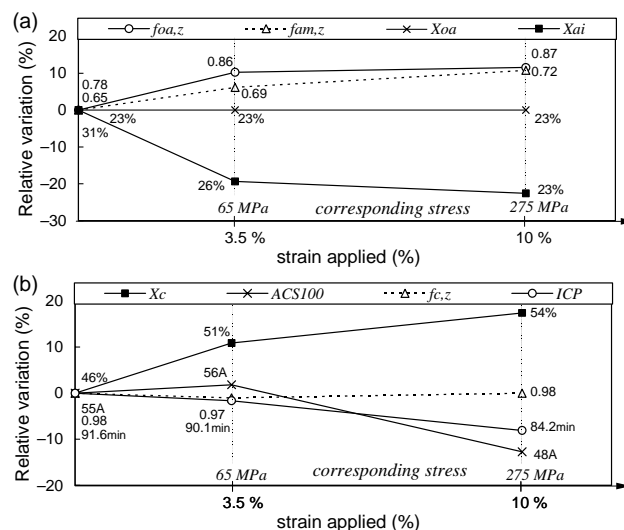 (a)
foa,z fam,z Xoa Xai
20
10
0
−10
−20
−30
Relative variation (%)
0.78
0.65
23%
31%
0.86
0.69
23%
26%
0.87
0.72
23%
23%
65 MPa corresponding stress 275 MPa
3.5 % 10 %
strain applied (%)
(b)
Xc ACS100 fc,z ICP
20
10
0
−10
−20
Relative variation (%)
46%
55A
0.98
91.6min
51%
56A
0.97
90.1min
54%
0.98
84.2min
48A
65 MPa corresponding stress 275 MPa
3.5 % 10 %
strain applied (%)